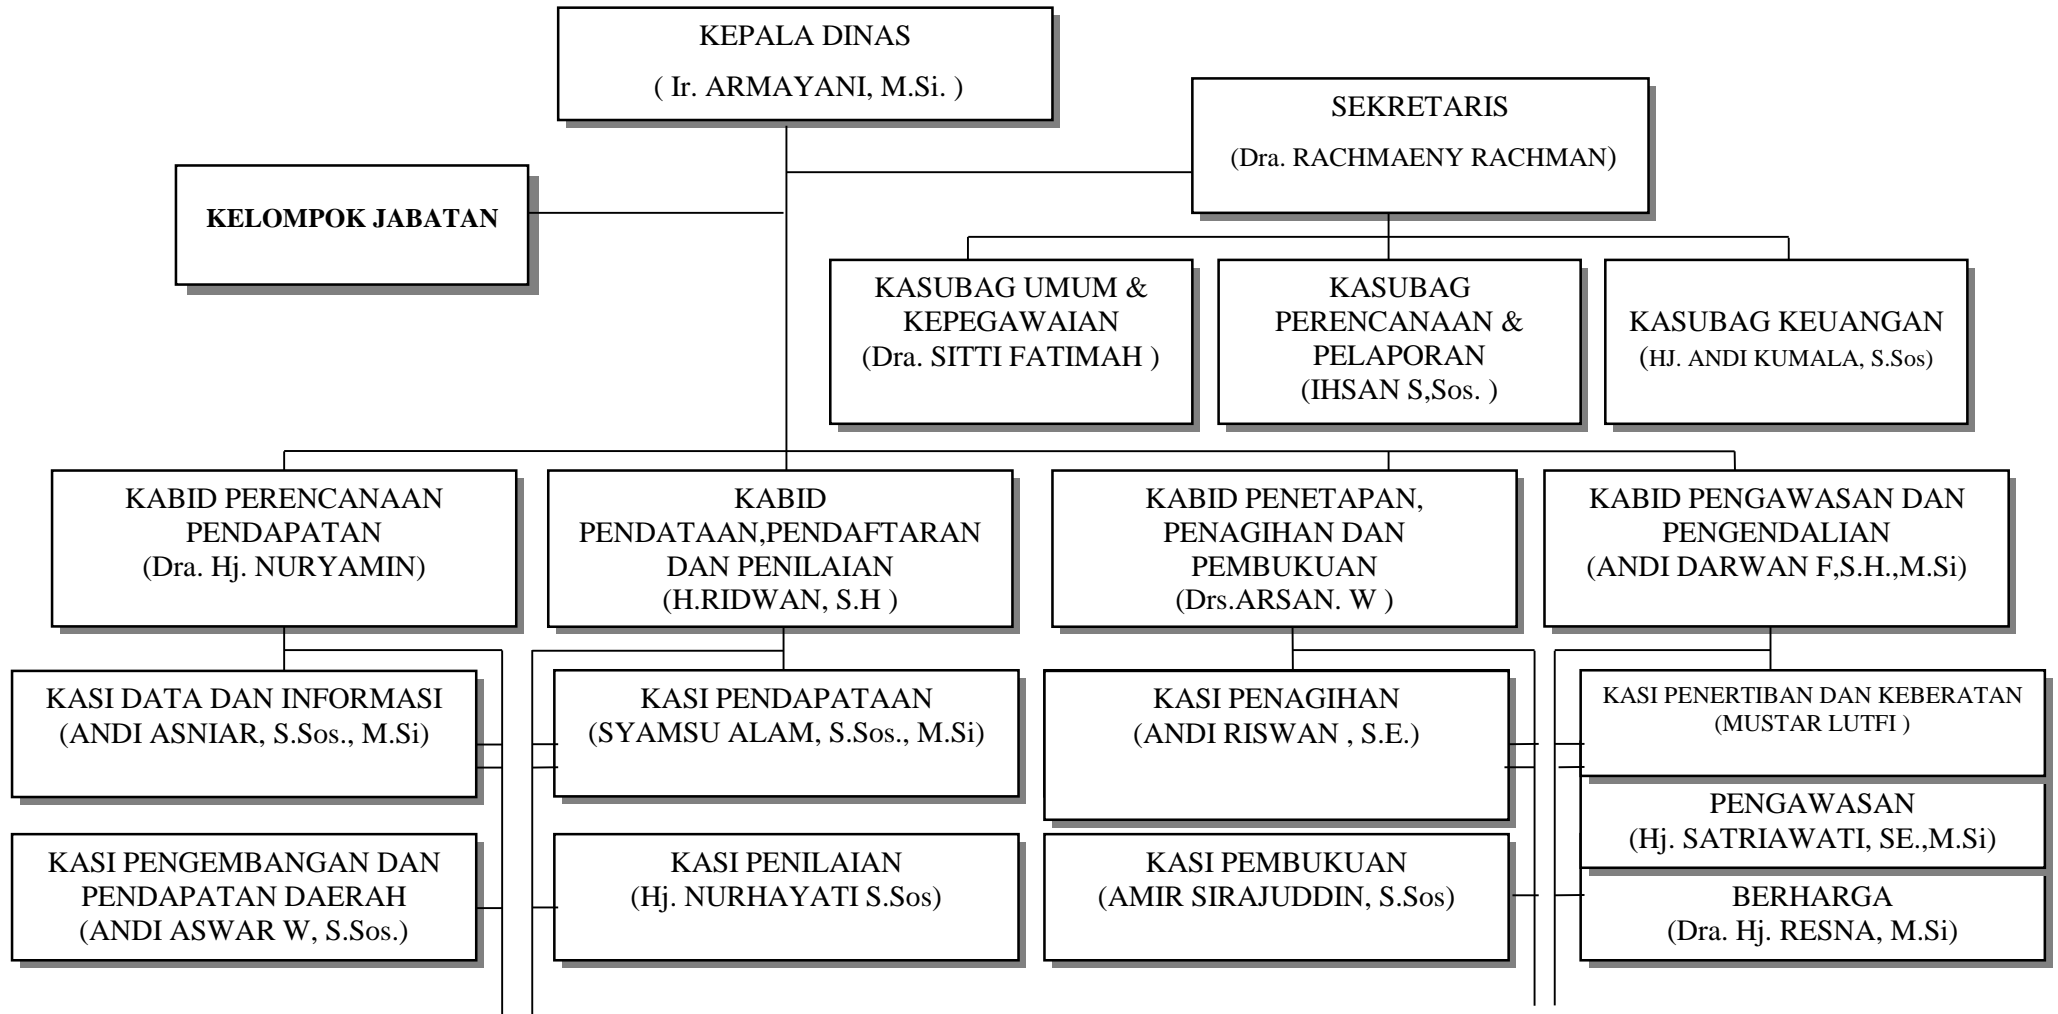 KEPALA DINAS
( Ir. ARMAYANI, M.Si. )
SEKRETARIS
(Dra. RACHMAENY RACHMAN)
KELOMPOK JABATAN
KASUBAG UMUM &
KEPEGAWAIAN
(Dra. SITTI FATIMAH )
KASUBAG
PERENCANAAN &
PELAPORAN
(IHSAN S,Sos. )
KASUBAG KEUANGAN
(HJ. ANDI KUMALA, S.Sos)
KABID PERENCANAAN
PENDAPATAN
(Dra. Hj. NURYAMIN)
KABID
PENDATAAN,PENDAFTARAN
DAN PENILAIAN
(H.RIDWAN, S.H )
KABID PENETAPAN,
PENAGIHAN DAN
PEMBUKUAN
(Drs.ARSAN. W )
KABID PENGAWASAN DAN
PENGENDALIAN
(ANDI DARWAN F,S.H.,M.Si)
KASI DATA DAN INFORMASI
(ANDI ASNIAR, S.Sos., M.Si)
KASI PENDAPATAAN
(SYAMSU ALAM, S.Sos., M.Si)
KASI PENAGIHAN
(ANDI RISWAN , S.E.)
KASI PENERTIBAN DAN KEBERATAN
(MUSTAR LUTFI )
PENGAWASAN
(Hj. SATRIAWATI, SE.,M.Si)
KASI PENGEMBANGAN DAN
PENDAPATAN DAERAH
(ANDI ASWAR W, S.Sos.)
KASI PENILAIAN
(Hj. NURHAYATI S.Sos)
KASI PEMBUKUAN
(AMIR SIRAJUDDIN, S.Sos)
BERHARGA
(Dra. Hj. RESNA, M.Si)